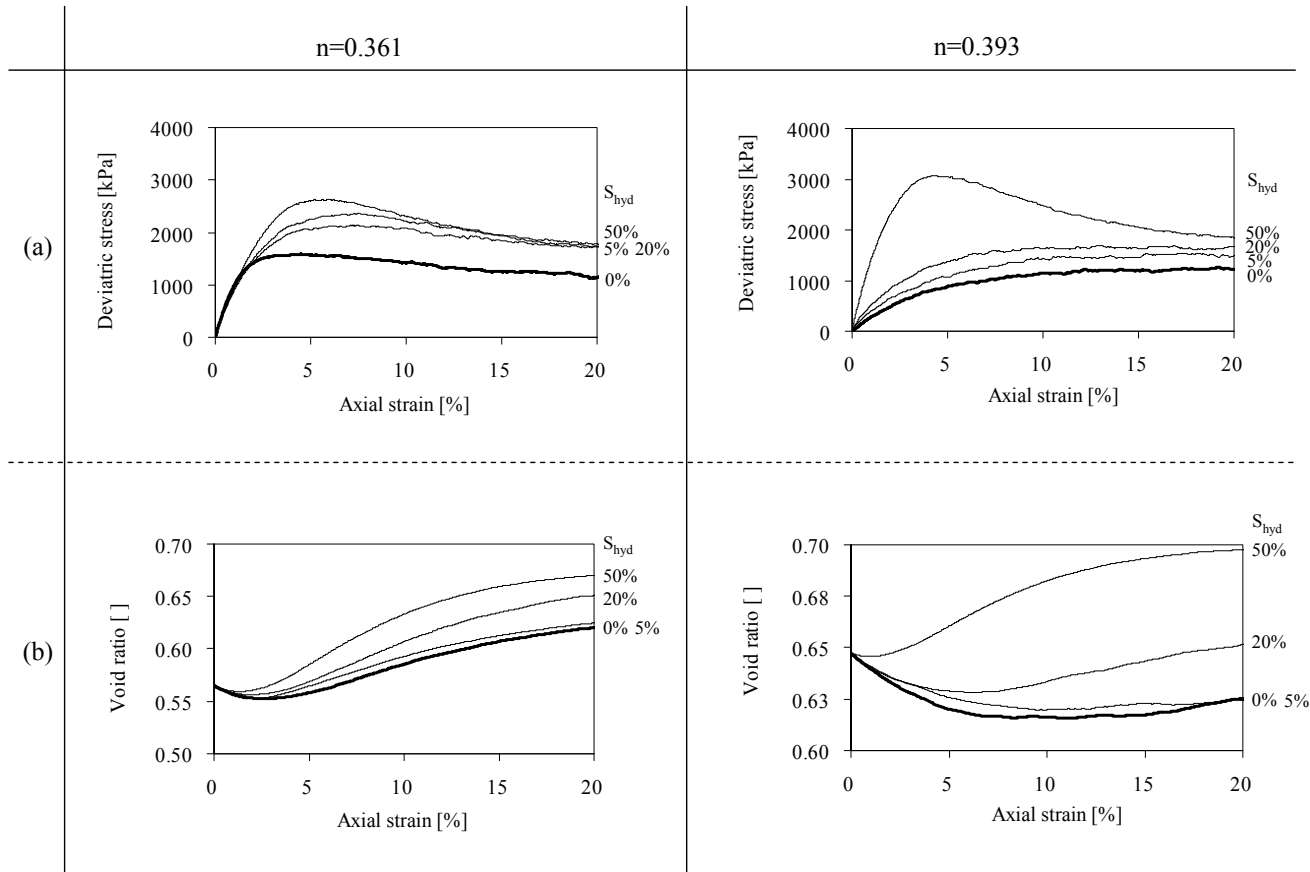 n=0.361
n=0.393
(a)
Deviatric stress [kPa]
4000
3000
2000
1000
0
0 5 10 15 20
Axial strain [%]
S_hyd
50%
5% 20%
0%
Deviatric stress [kPa]
4000
3000
2000
1000
0
0 5 10 15 20
Axial strain [%]
S_hyd
50%
20%
5%
0%
(b)
Void ratio [ ]
0.70
0.65
0.60
0.55
0.50
0 5 10 15 20
Axial strain [%]
S_hyd
50%
20%
0% 5%
Void ratio [ ]
0.70
0.68
0.65
0.63
0.60
0 5 10 15 20
Axial strain [%]
S_hyd
50%
20%
0% 5%